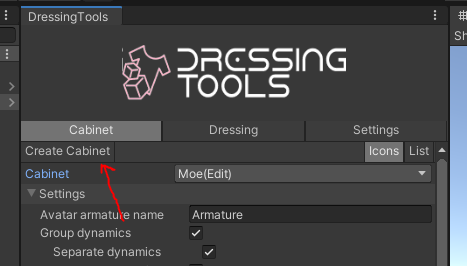 DressingTools
Sh
DRESSING
TOOLS
Cabinet Dressing Settings
Create Cabinet Icons List
Cabinet Moe(Edit)
Settings
Avatar armature name Armature
Group dynamics
Separate dynamics